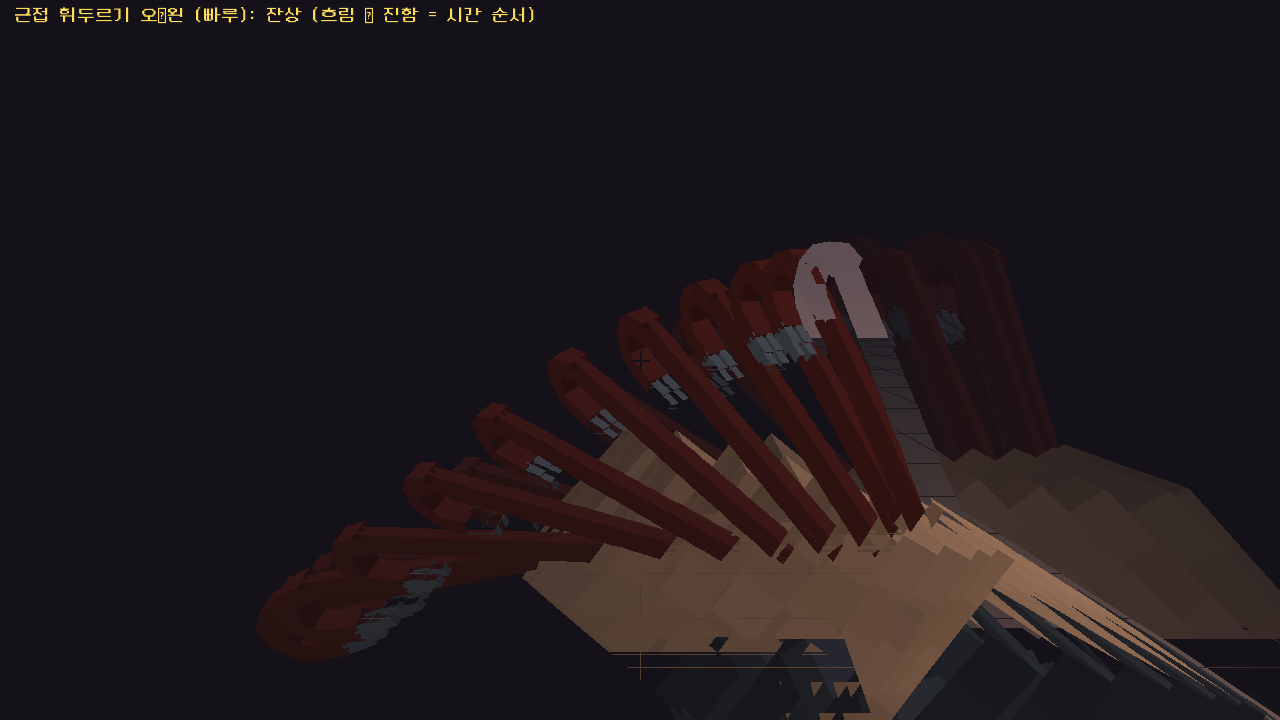 근접 휘두르기 오▯왼 (빠루): 잔상 (흐림 ▯ 진함 = 시간 순서)